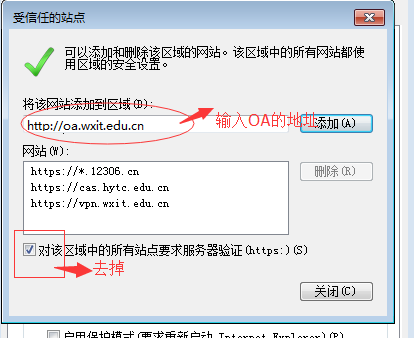 受信任的站点
可以添加和删除该区域的网站。该区域中的所有网站都使
用区域的安全设置。
将该网站添加到区域(D):
http://oa.wxit.edu.cn
输入OA的地址
添加(A)
网站(W):
https://*.12306.cn
https://cas.hytc.edu.cn
https://vpn.wxit.edu.cn
删除(R)
对该区域中的所有站点要求服务器验证(https:)(S)
去掉
关闭(C)
启用保护模式(要求重新启动 Internet Explorer)(P)